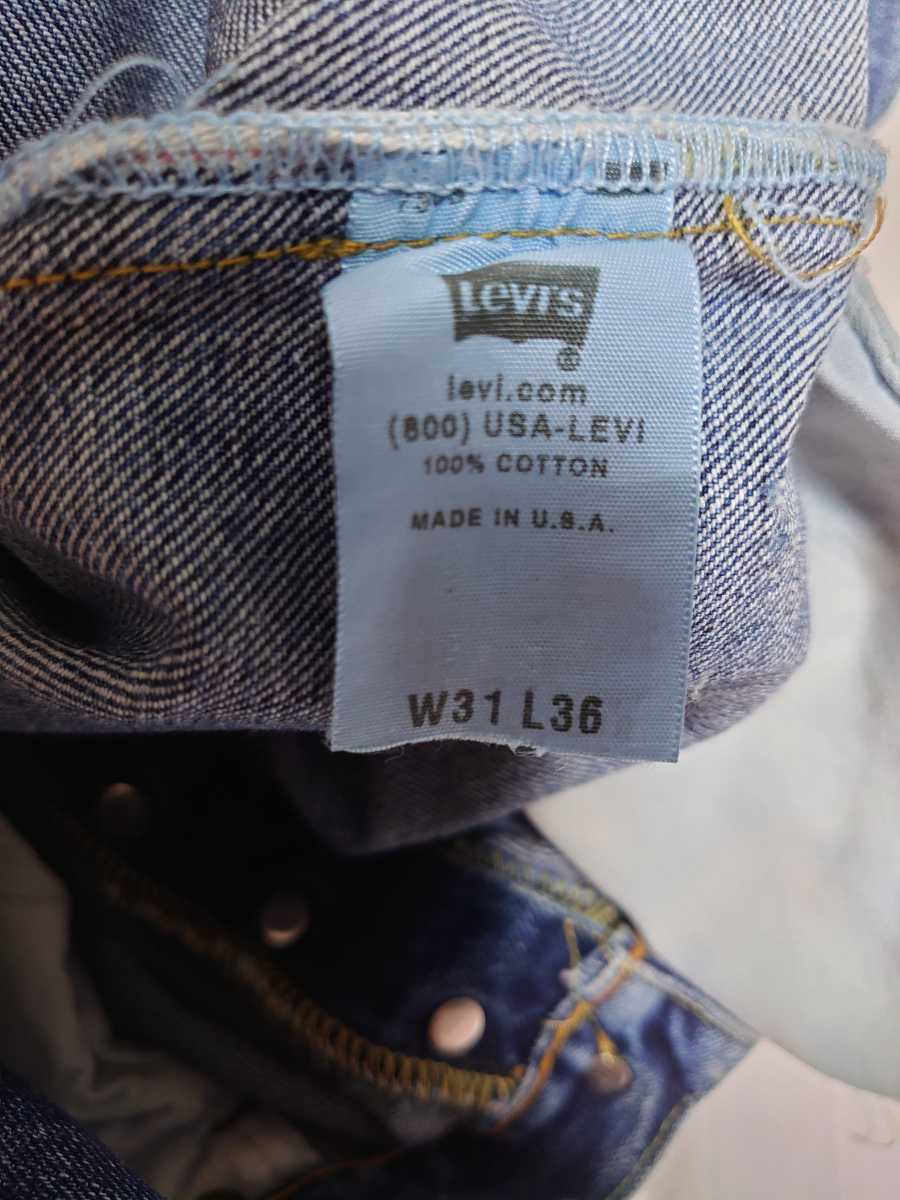 LEVI'S
®
levi.com
(800) USA-LEVI
100% COTTON
MADE IN U.S.A.
W31 L36